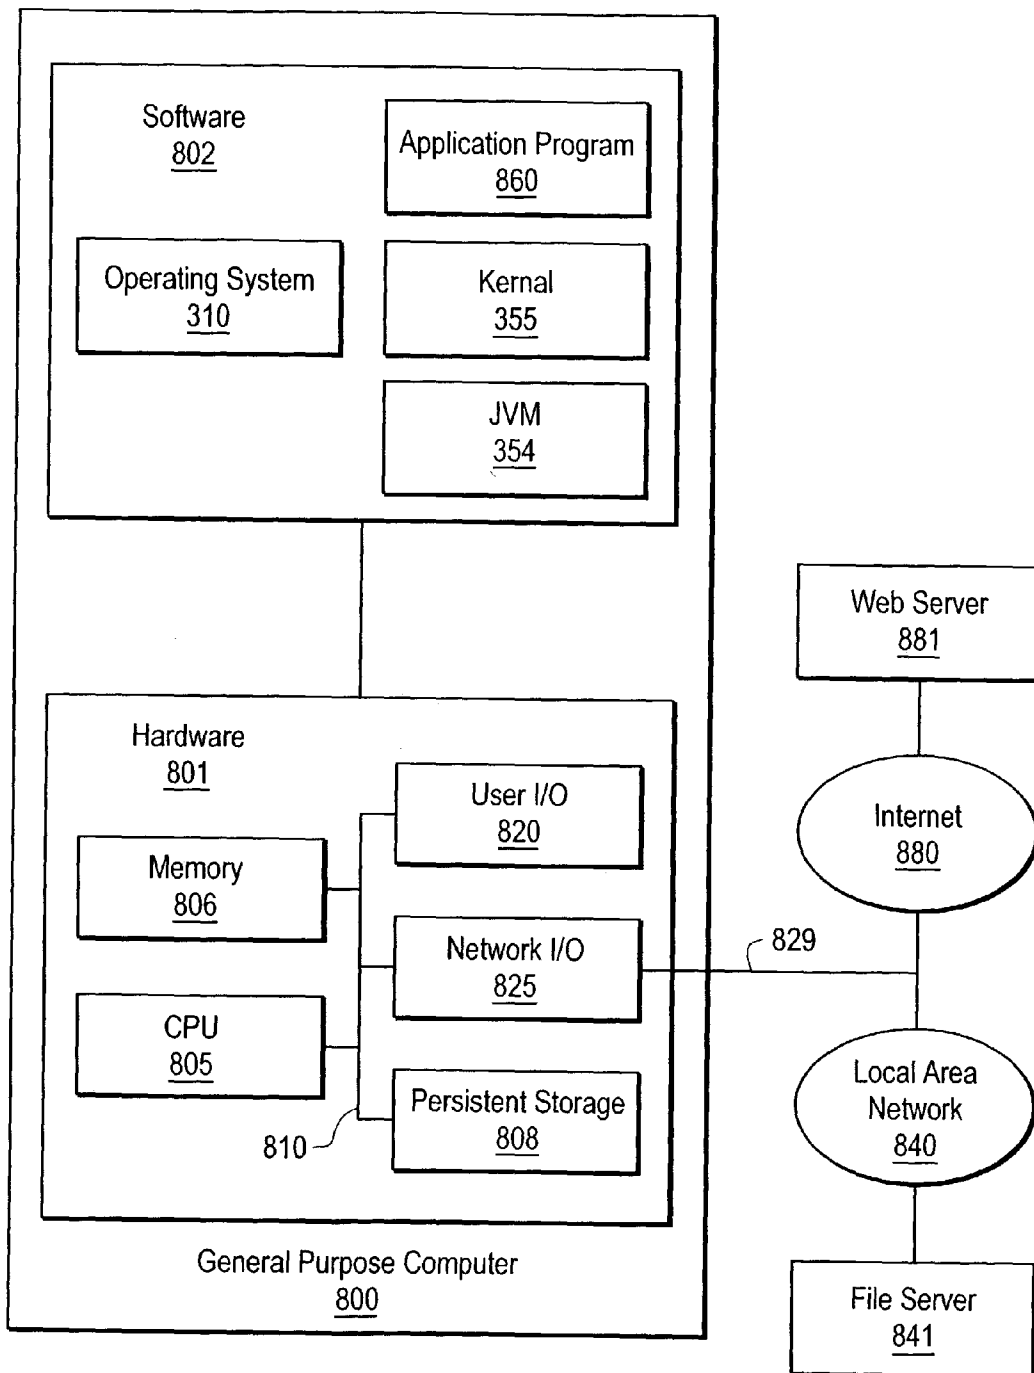 Software
802
Application Program
860
Operating System
310
Kernal
355
JVM
354
Hardware
801
User I/O
820
Memory
806
Network I/O
825
CPU
805
Persistent Storage
808
810
General Purpose Computer
800
Web Server
881
Internet
880
829
Local Area
Network
840
File Server
841